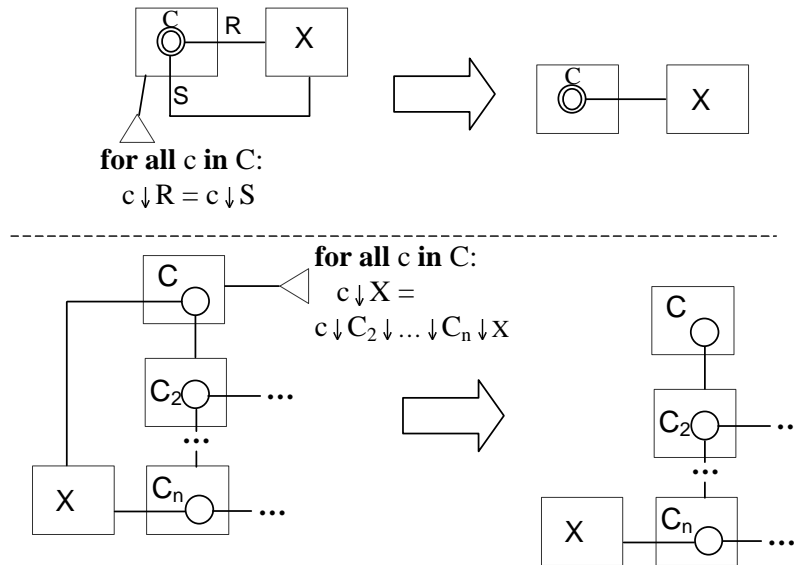 C R X
S
for all c in C:
c↓R = c↓S
C
X
for all c in C:
c↓X =
c↓C₂↓...↓Cₙ↓X
C
C₂ ...
...
X Cₙ ...
C
C₂ ..
...
X Cₙ ...